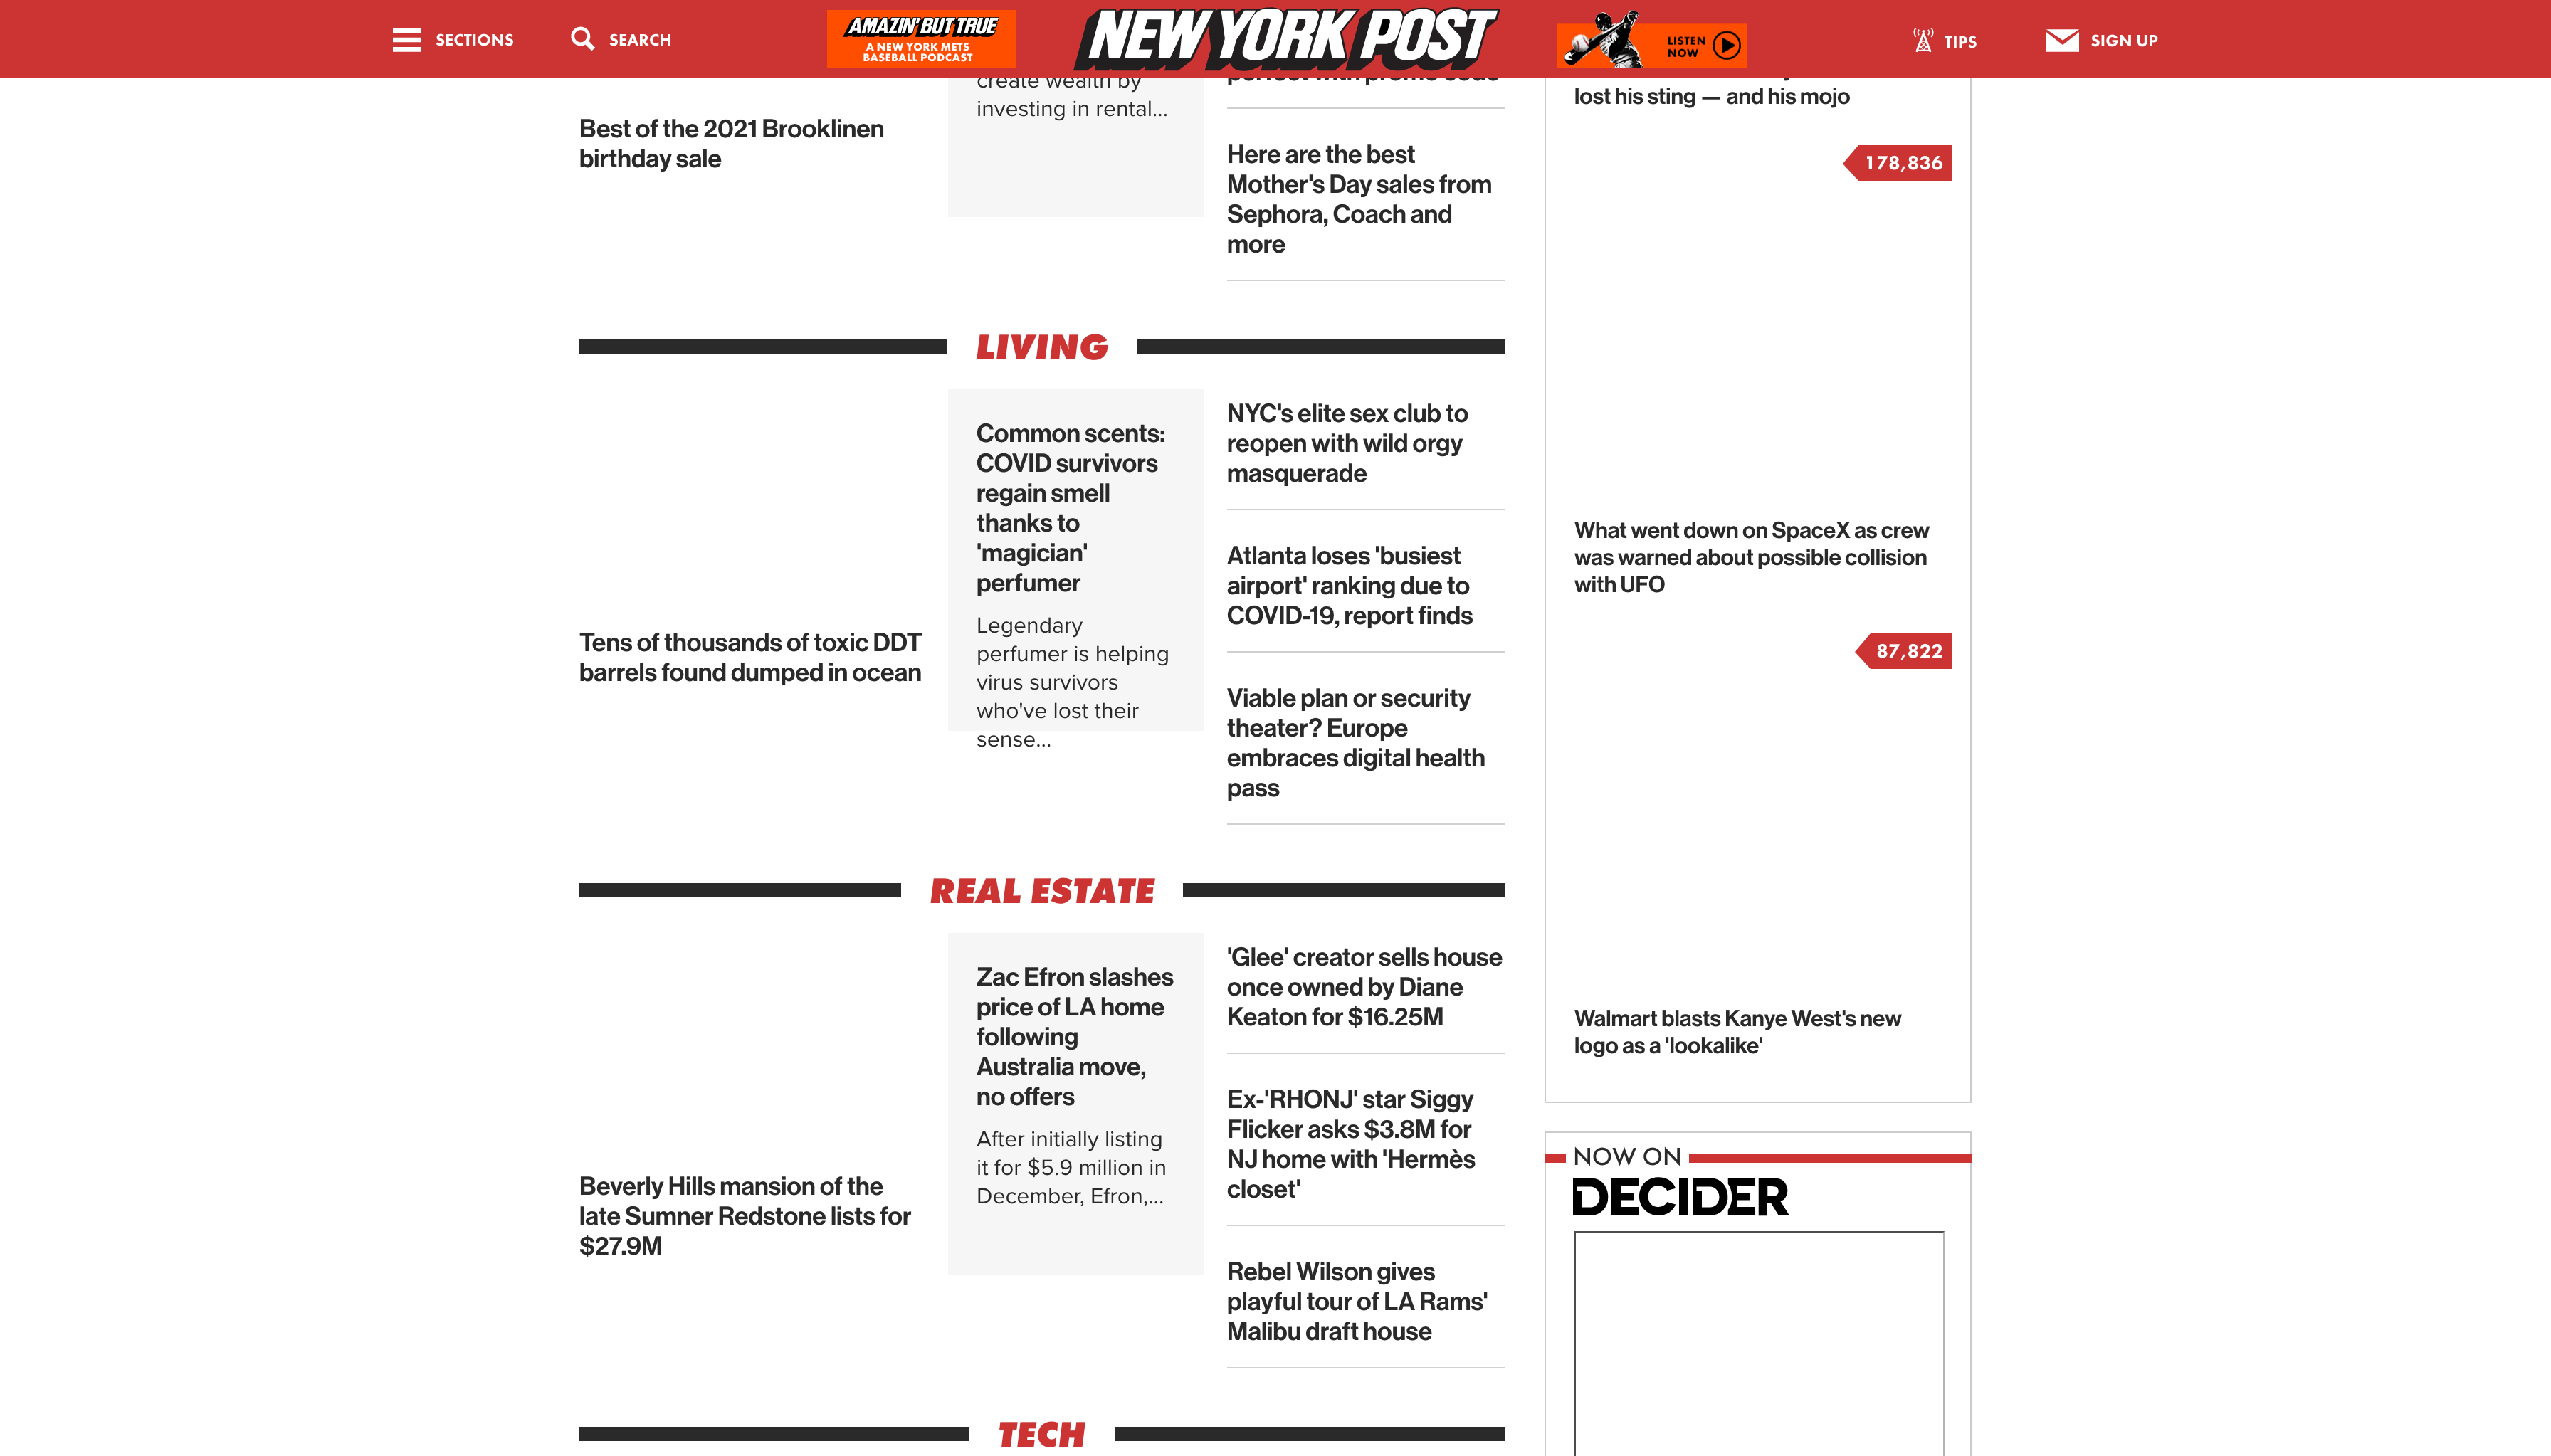 SECTIONS
SEARCH
AMAZIN' BUT TRUE
A NEW YORK METS
BASEBALL PODCAST
NEW YORK POST
LISTEN
NOW
TIPS
SIGN UP
Best of the 2021 Brooklinen
birthday sale
create wealth by
investing in rental...
perfect with promo code
Here are the best
Mother's Day sales from
Sephora, Coach and
more
LIVING
Tens of thousands of toxic DDT
barrels found dumped in ocean
Common scents:
COVID survivors
regain smell
thanks to
'magician'
perfumer
Legendary
perfumer is helping
virus survivors
who've lost their
sense...
NYC's elite sex club to
reopen with wild orgy
masquerade
Atlanta loses 'busiest
airport' ranking due to
COVID-19, report finds
Viable plan or security
theater? Europe
embraces digital health
pass
REAL ESTATE
Beverly Hills mansion of the
late Sumner Redstone lists for
$27.9M
Zac Efron slashes
price of LA home
following
Australia move,
no offers
After initially listing
it for $5.9 million in
December, Efron,...
'Glee' creator sells house
once owned by Diane
Keaton for $16.25M
Ex-'RHONJ' star Siggy
Flicker asks $3.8M for
NJ home with 'Hermès
closet'
Rebel Wilson gives
playful tour of LA Rams'
Malibu draft house
TECH
lost his sting — and his mojo
178,836
What went down on SpaceX as crew
was warned about possible collision
with UFO
87,822
Walmart blasts Kanye West's new
logo as a 'lookalike'
NOW ON
DECIDER